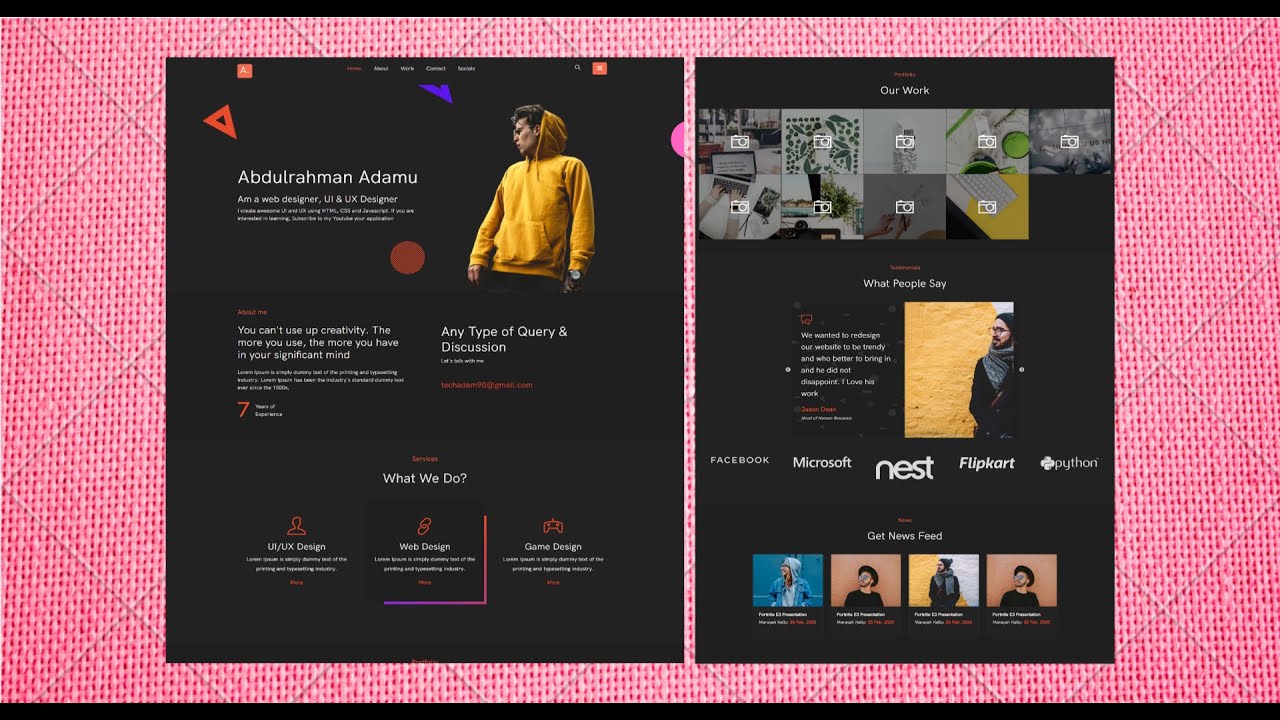 A.
Home About Work Contact Socials
Abdulrahman Adamu
Am a web designer, UI & UX Designer
I create awesome UI and UX using HTML, CSS and Javascript. If you are
interested in learning, Subscribe to my Youtube your application
About me
You can't use up creativity. The
more you use, the more you have
in your significant mind
Lorem Ipsum is simply dummy text of the printing and typesetting
industry. Lorem Ipsum has been the industry's standard dummy text
ever since the 1500s,
7 Years of
Experience
Any Type of Query &
Discussion
Let's talk with me
techadam90@gmail.com
Services
What We Do?
UI/UX Design
Lorem Ipsum is simply dummy text of the
printing and typesetting industry.
More
Web Design
Lorem Ipsum is simply dummy text of the
printing and typesetting industry.
More
Game Design
Lorem Ipsum is simply dummy text of the
printing and typesetting industry.
More
Portfolio
Portfolio
Our Work
Testimonials
What People Say
We wanted to redesign
our website to be trendy
and who better to bring in
and he did not
disappoint. I Love his
work
Jason Dean
Head of Human Resource
FACEBOOK Microsoft nest Flipkart python
News
Get News Feed
Fortnite E3 Presentation
20 Feb, 2020
Fortnite E3 Presentation
20 Feb, 2020
Fortnite E3 Presentation
20 Feb, 2020
Fortnite E3 Presentation
20 Feb, 2020